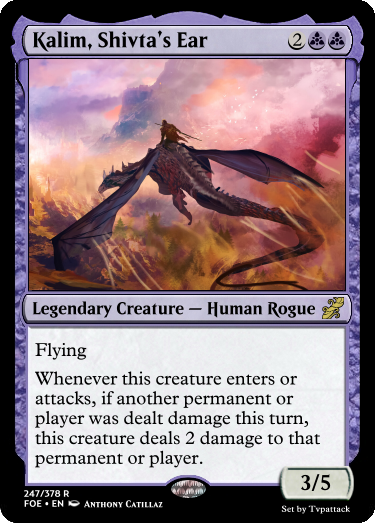 Kalim, Shivta's Ear 2
Legendary Creature — Human Rogue
Flying
Whenever this creature enters or
attacks, if another permanent or
player was dealt damage this turn,
this creature deals 2 damage to that
permanent or player.
3/5
247/378 R
FOE • EN Anthony Catillaz
Set by Tvpattack